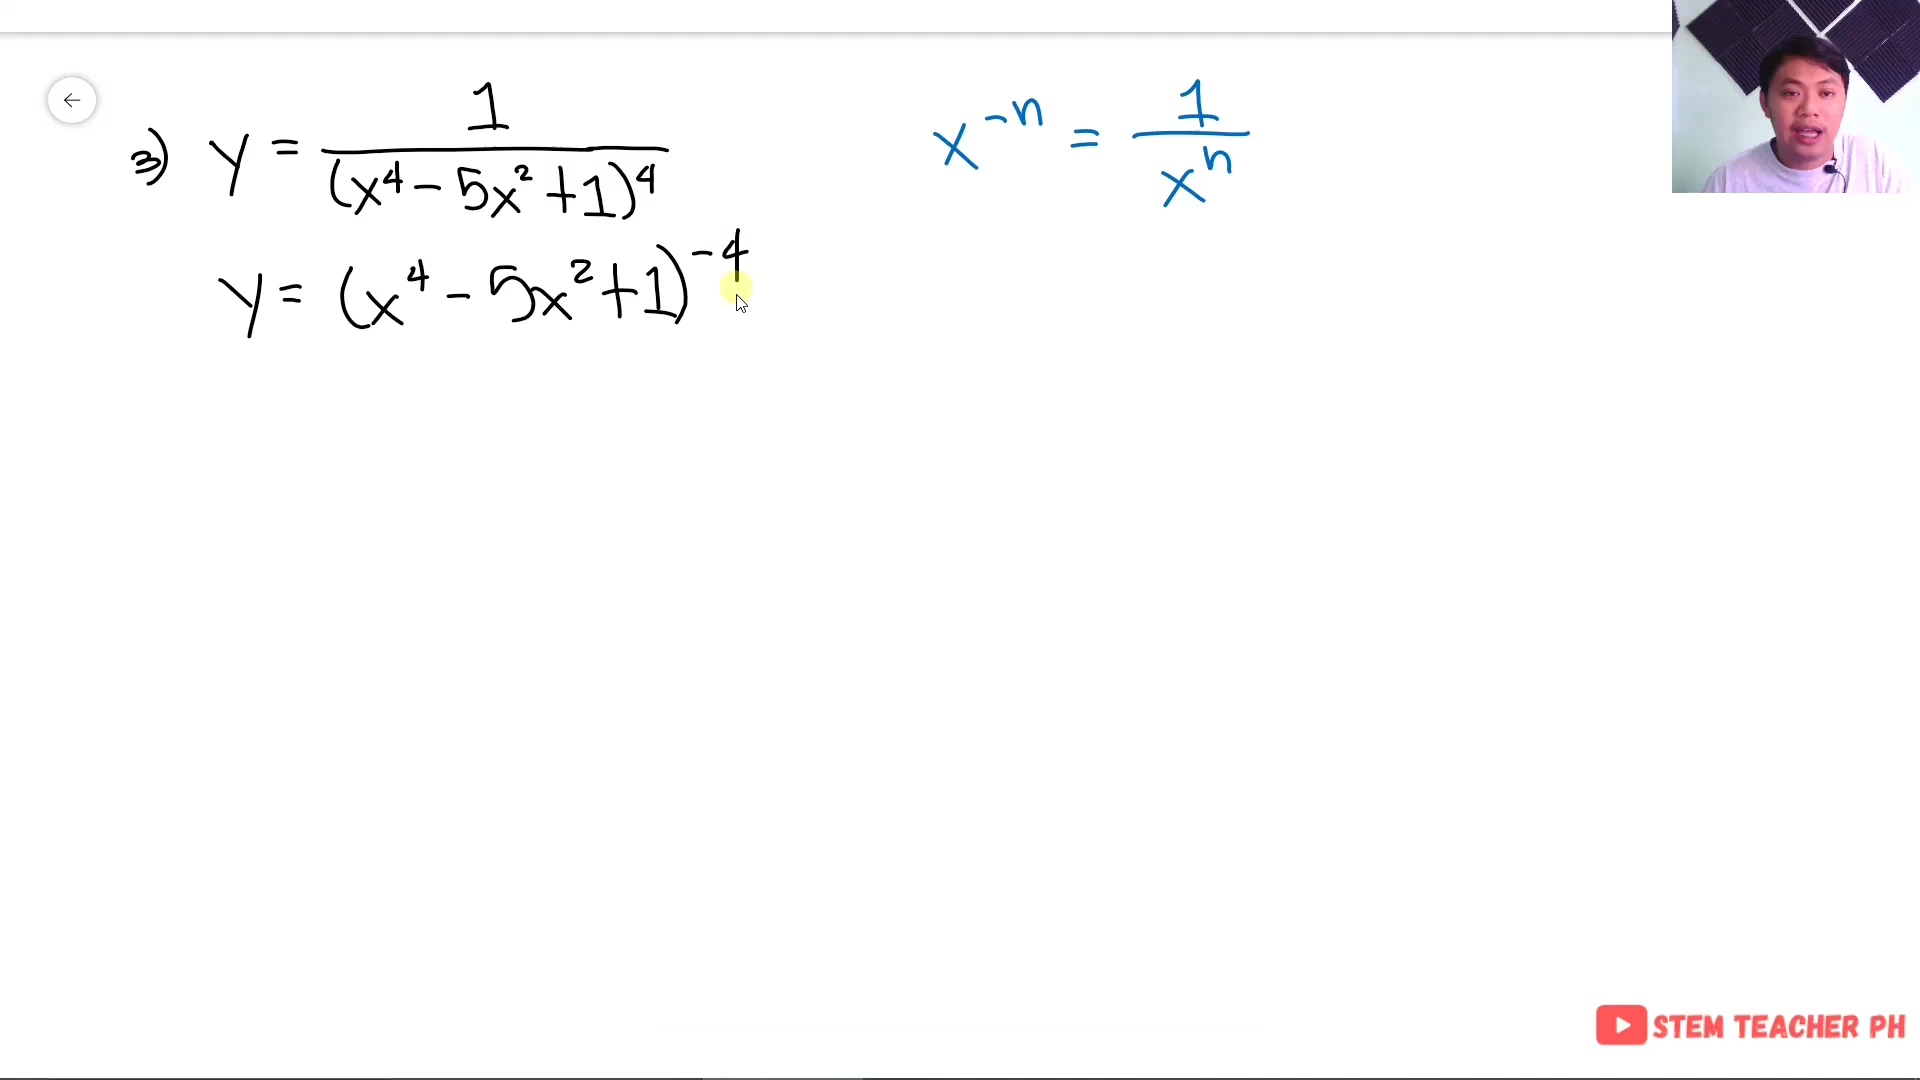 3) y = 1 / (x⁴ - 5x² + 1)⁴
x⁻ⁿ = 1 / xⁿ
y = (x⁴ - 5x² + 1)⁻⁴
STEM TEACHER PH